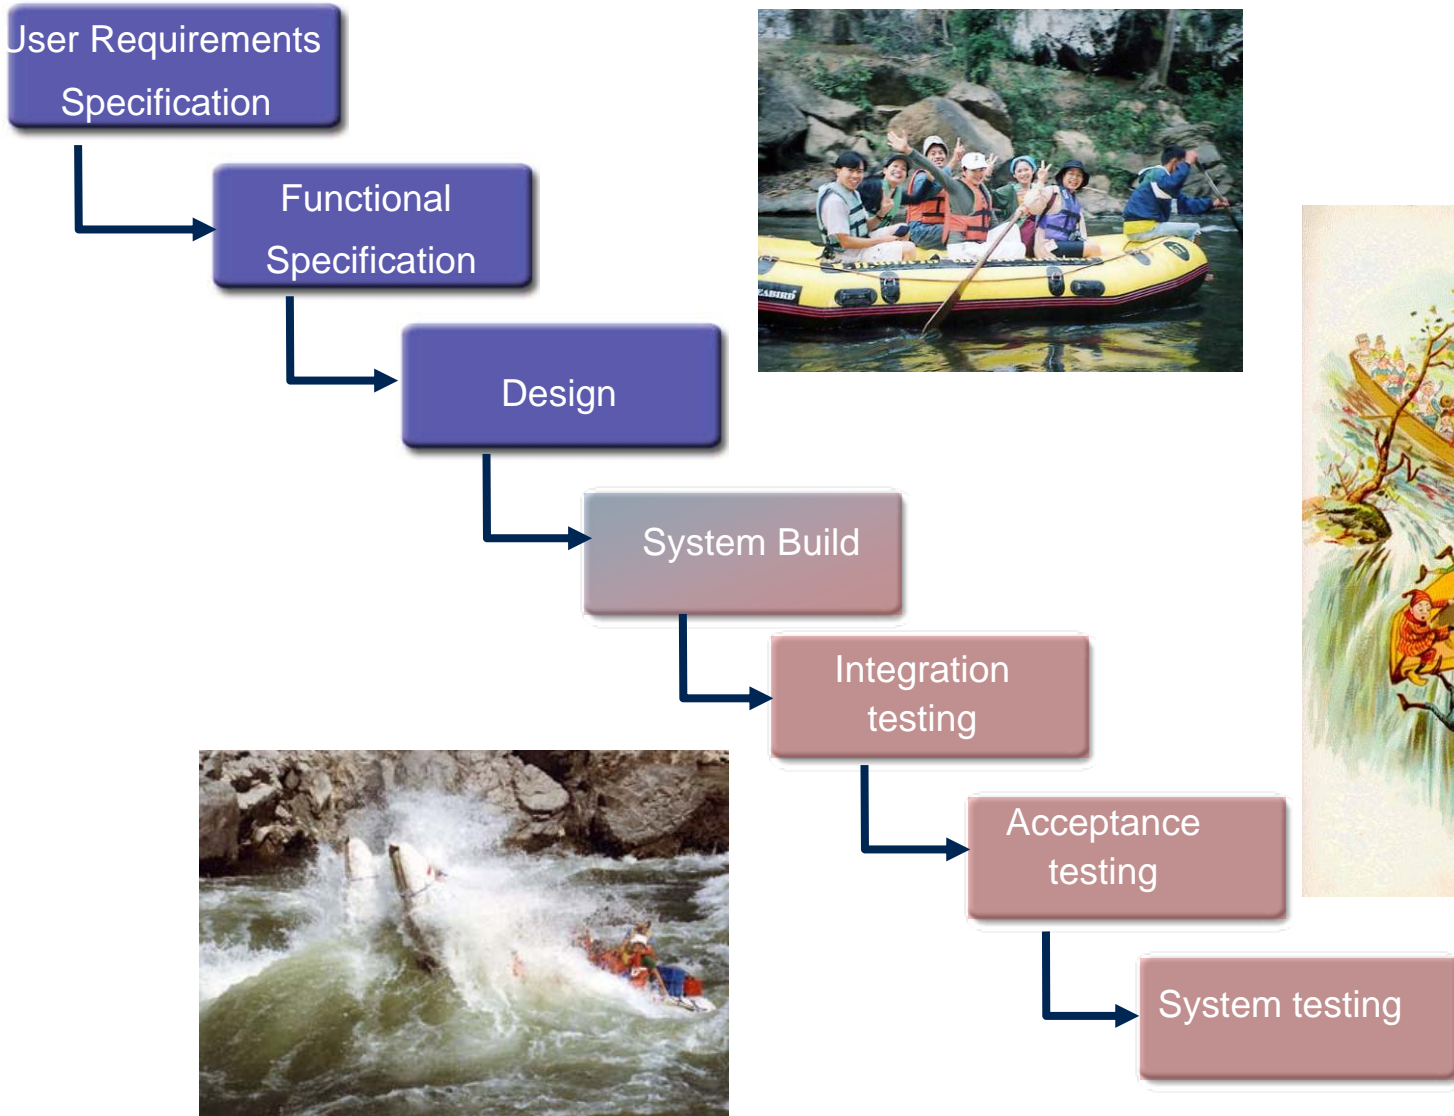 User Requirements
Specification
Functional
Specification
Design
System Build
Integration
testing
Acceptance
testing
System testing